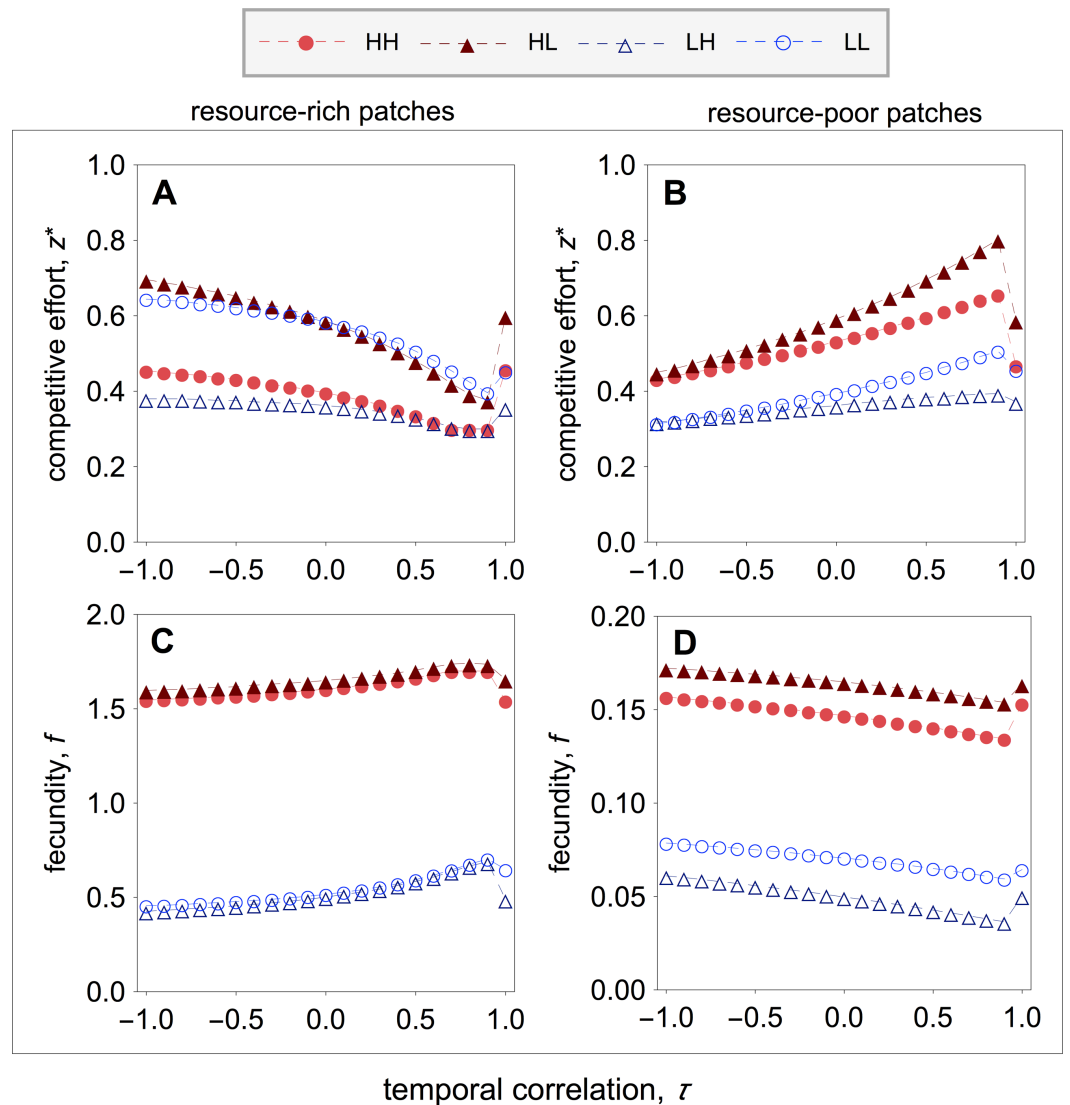 HH HL LH LL
resource-rich patches resource-poor patches
A
competitive effort, z*
1.0
0.8
0.6
0.4
0.2
0.0
−1.0 −0.5 0.0 0.5 1.0
B
competitive effort, z*
1.0
0.8
0.6
0.4
0.2
0.0
−1.0 −0.5 0.0 0.5 1.0
C
fecundity, f
2.0
1.5
1.0
0.5
0.0
−1.0 −0.5 0.0 0.5 1.0
D
fecundity, f
0.20
0.15
0.10
0.05
0.00
−1.0 −0.5 0.0 0.5 1.0
temporal correlation, τ